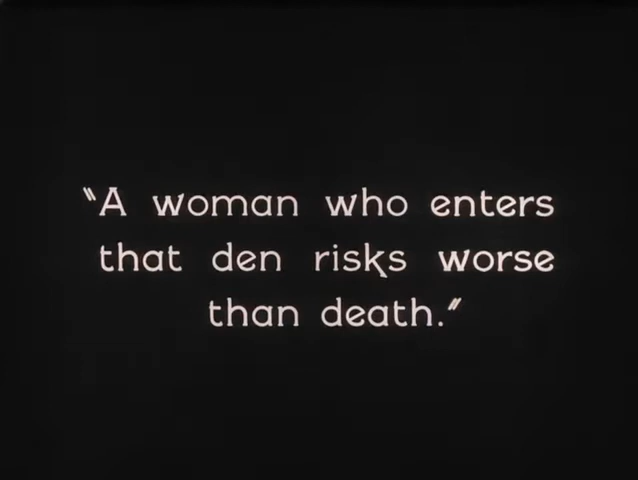 "A woman who enters
that den risks worse
than death."